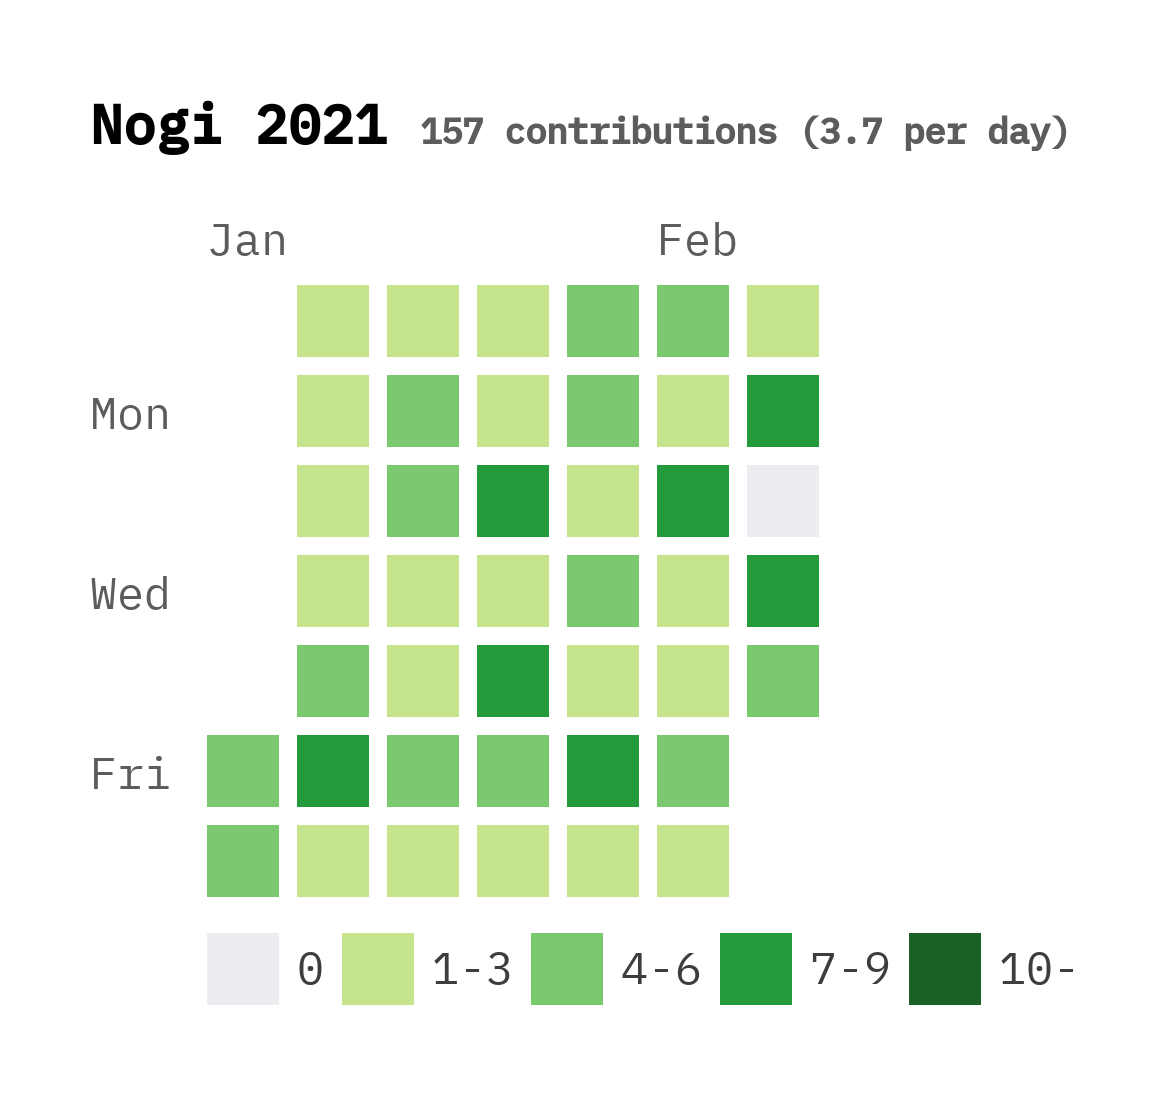 Nogi 2021 157 contributions (3.7 per day)
Jan Feb
Mon
Wed
Fri
0 1-3 4-6 7-9 10-